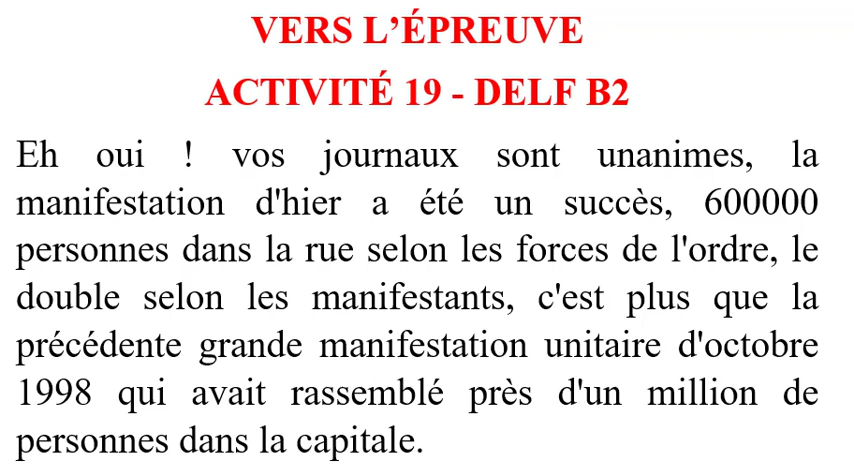 VERS L’ÉPREUVE
ACTIVITÉ 19 - DELF B2
Eh oui ! vos journaux sont unanimes, la
manifestation d'hier a été un succès, 600000
personnes dans la rue selon les forces de l'ordre, le
double selon les manifestants, c'est plus que la
précédente grande manifestation unitaire d'octobre
1998 qui avait rassemblé près d'un million de
personnes dans la capitale.